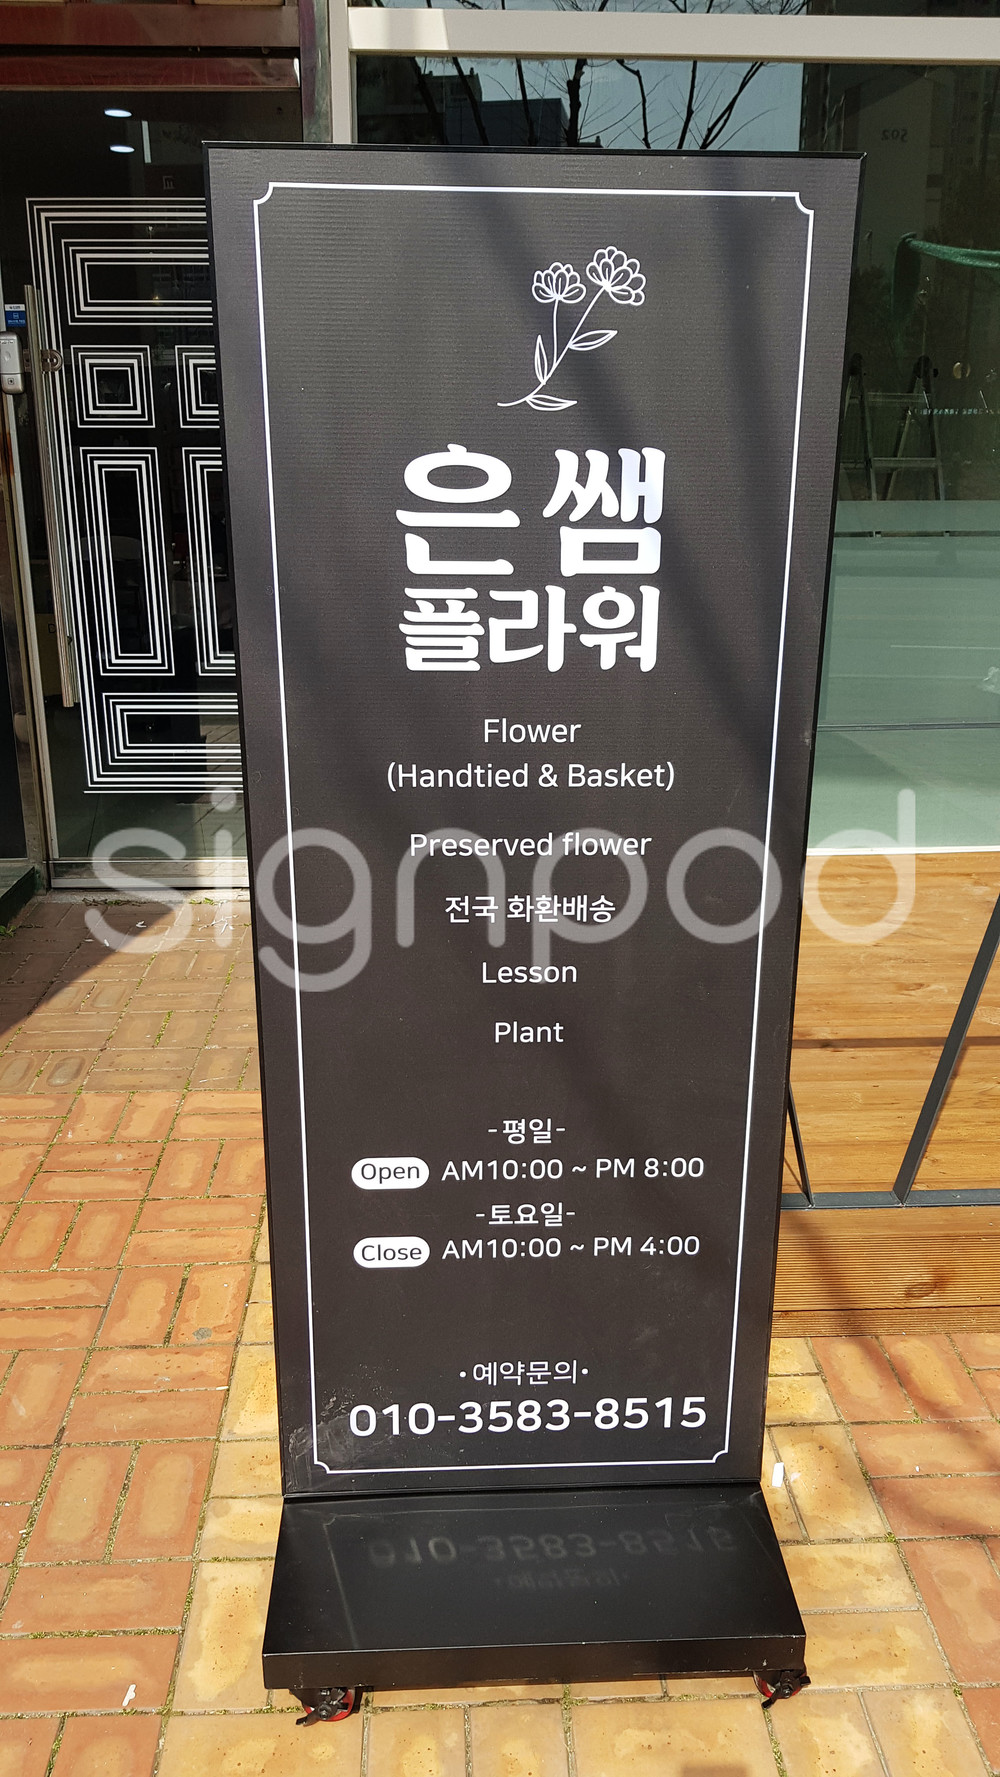 은 쌤
플라워
Flower
(Handtied & Basket)
Preserved flower
전국 화환배송
Lesson
Plant
-평일-
Open AM10:00 ~ PM 8:00
-토요일-
Close AM10:00 ~ PM 4:00
•예약문의•
010-3583-8515
signpod